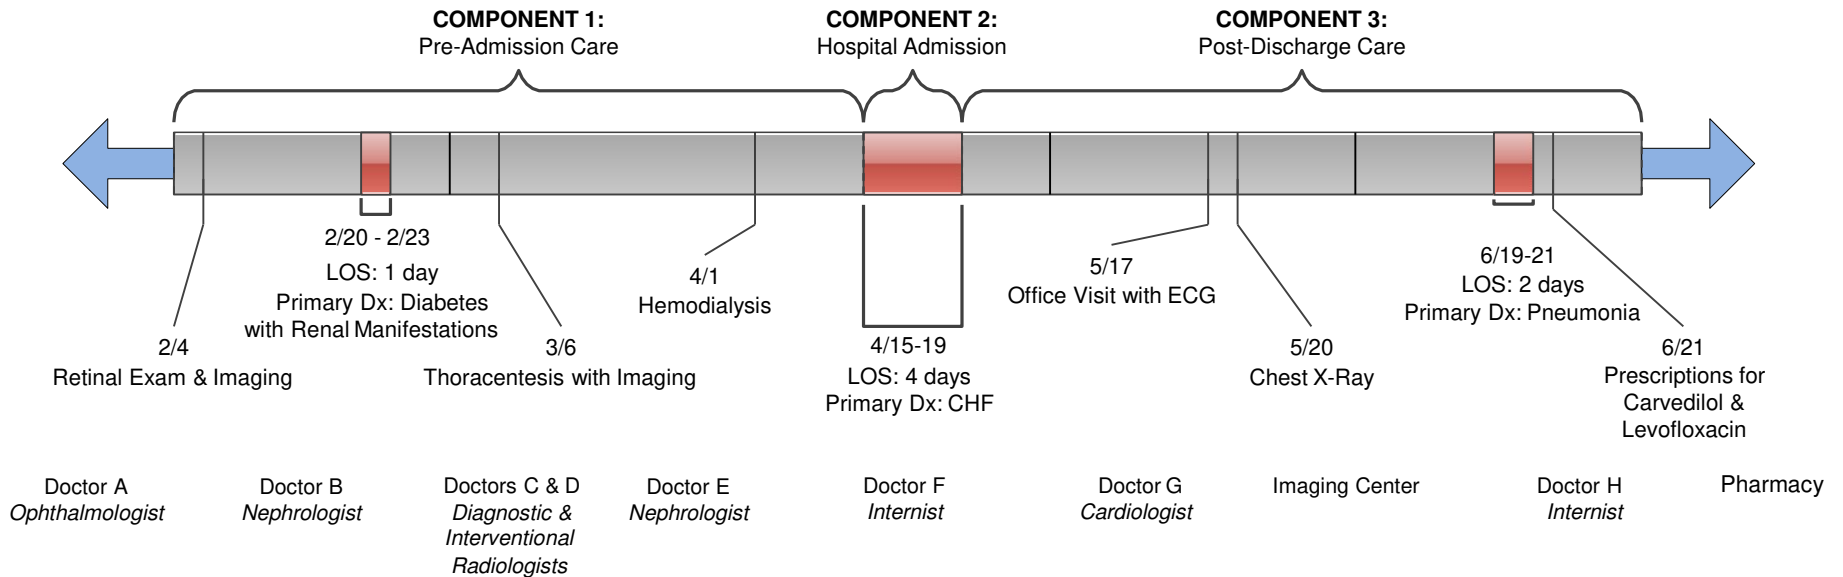 COMPONENT 1:
Pre-Admission Care
COMPONENT 2:
Hospital Admission
COMPONENT 3:
Post-Discharge Care
2/4
Retinal Exam & Imaging
2/20 - 2/23
LOS: 1 day
Primary Dx: Diabetes
with Renal Manifestations
3/6
Thoracentesis with Imaging
4/1
Hemodialysis
4/15-19
LOS: 4 days
Primary Dx: CHF
5/17
Office Visit with ECG
5/20
Chest X-Ray
6/19-21
LOS: 2 days
Primary Dx: Pneumonia
6/21
Prescriptions for
Carvedilol &
Levofloxacin
Doctor A
Ophthalmologist
Doctor B
Nephrologist
Doctors C & D
Diagnostic &
Interventional
Radiologists
Doctor E
Nephrologist
Doctor F
Internist
Doctor G
Cardiologist
Imaging Center
Doctor H
Internist
Pharmacy